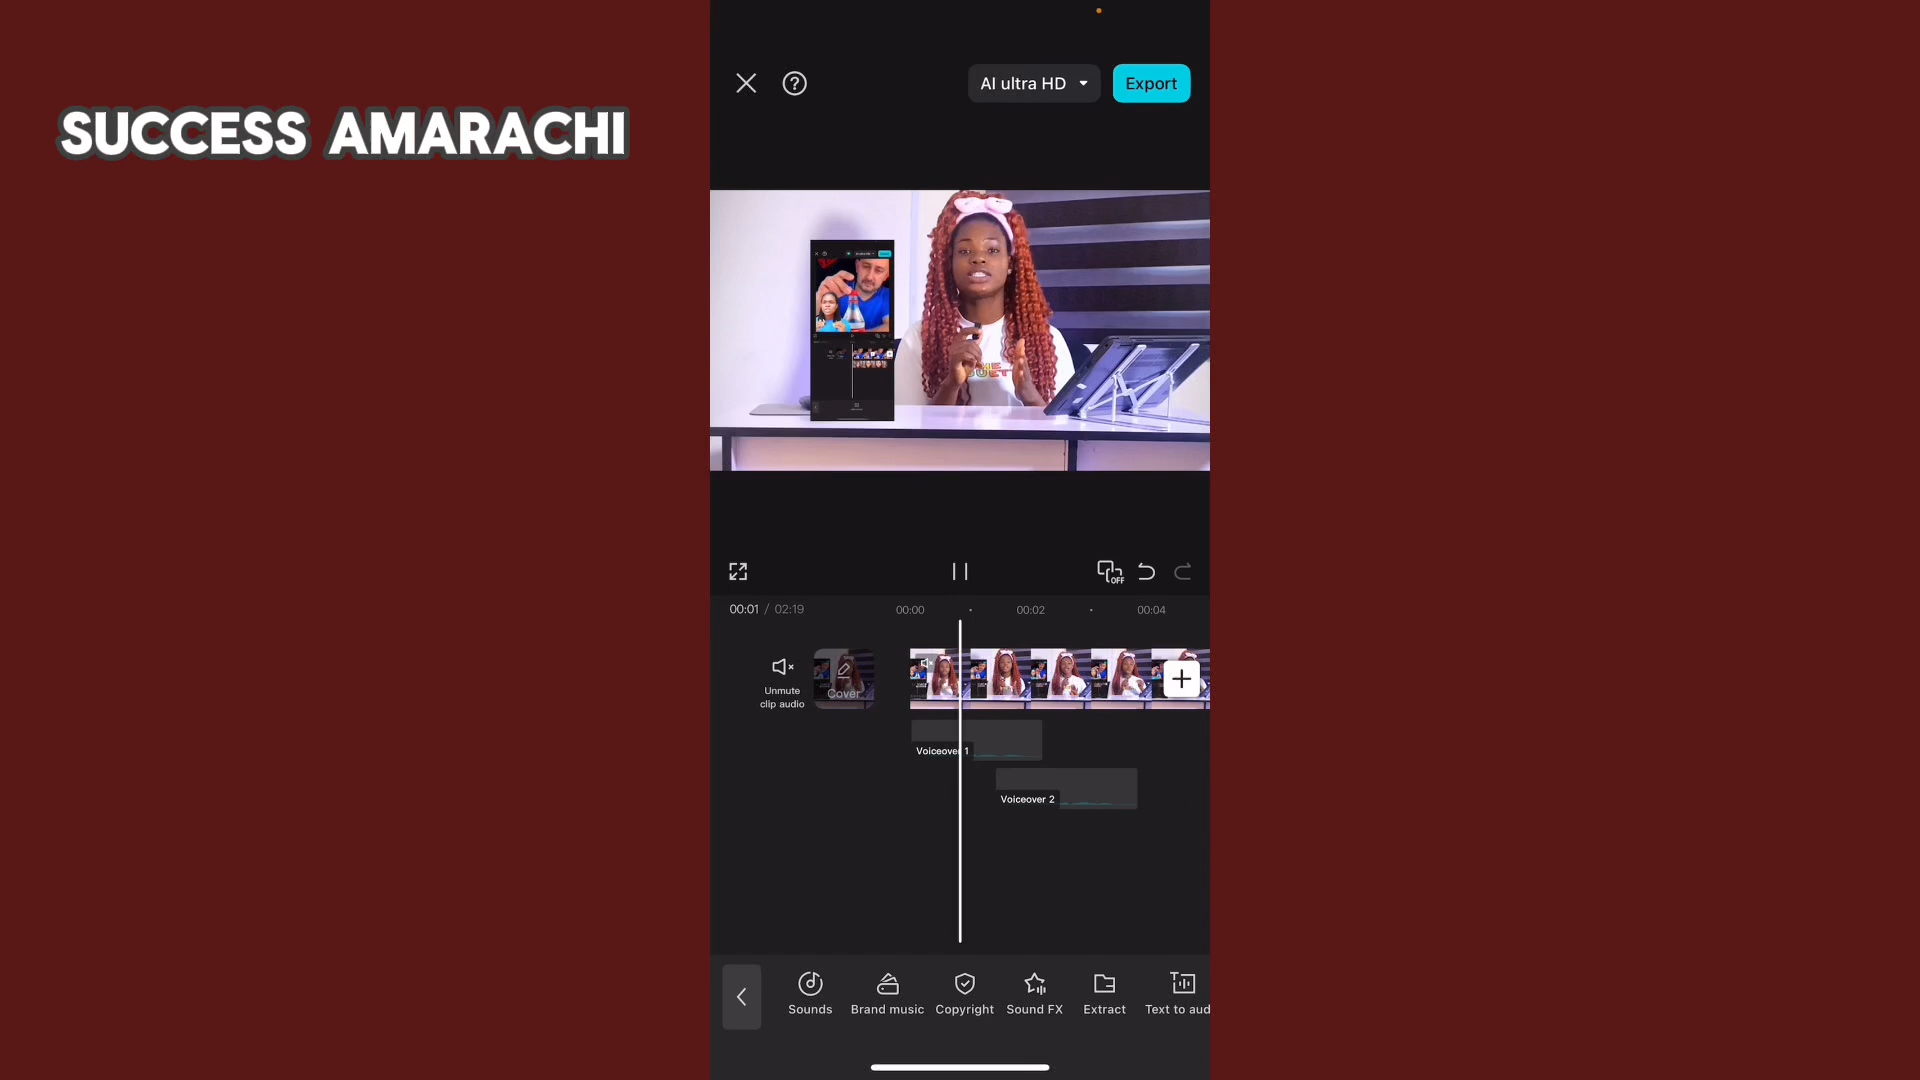 SUCCESS AMARACHI
AI ultra HD
Export
OFF
00:01 / 02:19
00:00
00:02
00:04
Unmute
clip audio
Cover
Voiceover 1
Voiceover 2
Sounds
Brand music
Copyright
Sound FX
Extract
Text to aud